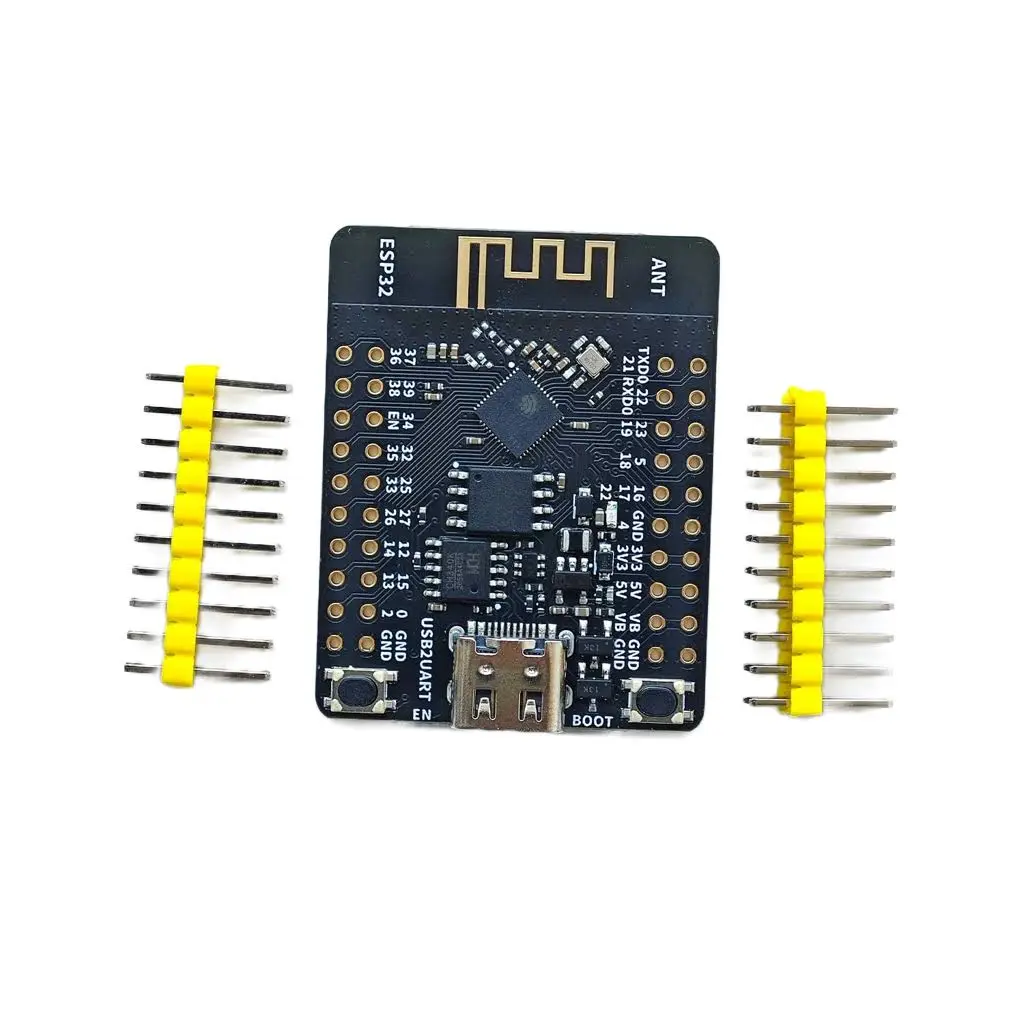 ESP32
ANT
37
36
39
38
34
EN
32
35
25
33
27
26
12
14
15
13
0
2
GND
GND
TXD0
21
22
RXD0
23
19
5
18
16
17
22
GND
4
3V3
3V3
5V
5V
VB
VB
GND
GND
USB2UART
EN
BOOT
13K